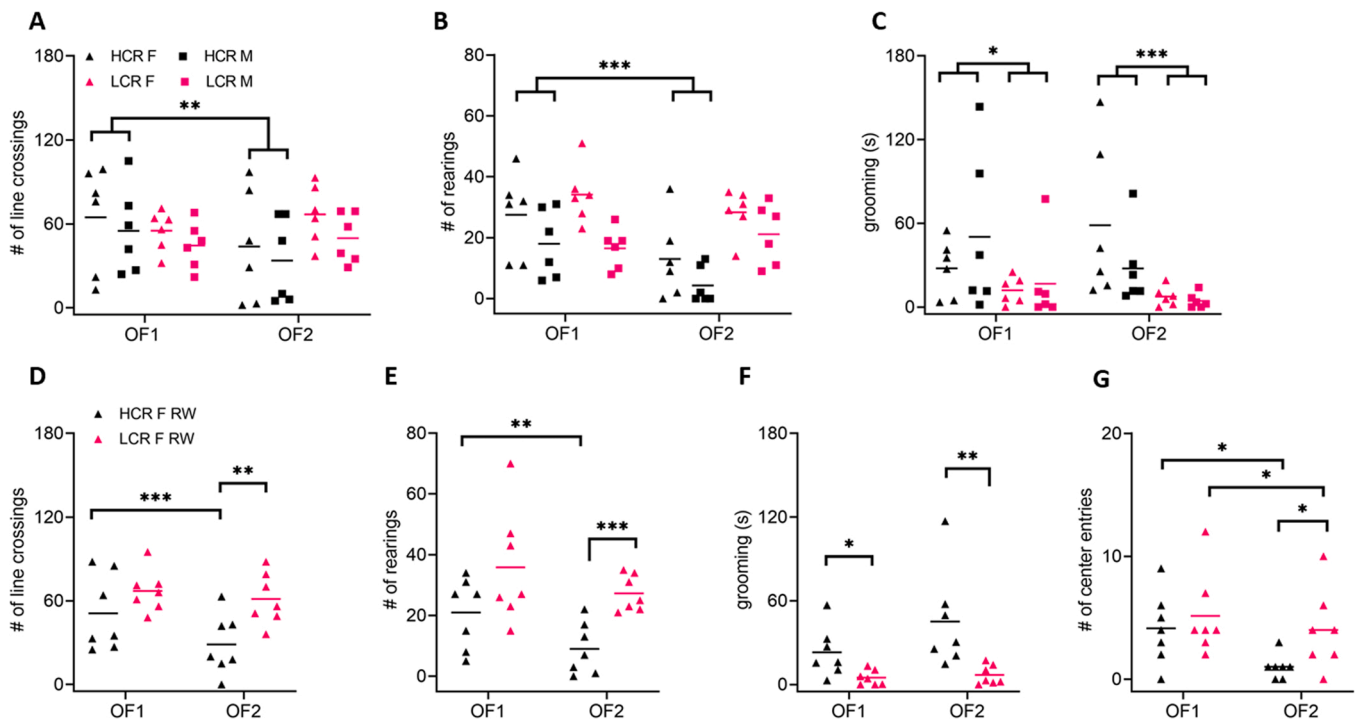 A
# of line crossings
180
120
60
0
HCR F
HCR M
LCR F
LCR M
**
OF1
OF2
B
# of rearings
80
60
40
20
0
***
OF1
OF2
C
grooming (s)
180
120
60
0
*
***
OF1
OF2
D
# of line crossings
180
120
60
0
HCR F RW
LCR F RW
***
**
OF1
OF2
E
# of rearings
80
60
40
20
0
**
***
OF1
OF2
F
grooming (s)
180
120
60
0
*
**
OF1
OF2
G
# of center entries
20
10
0
*
*
*
OF1
OF2